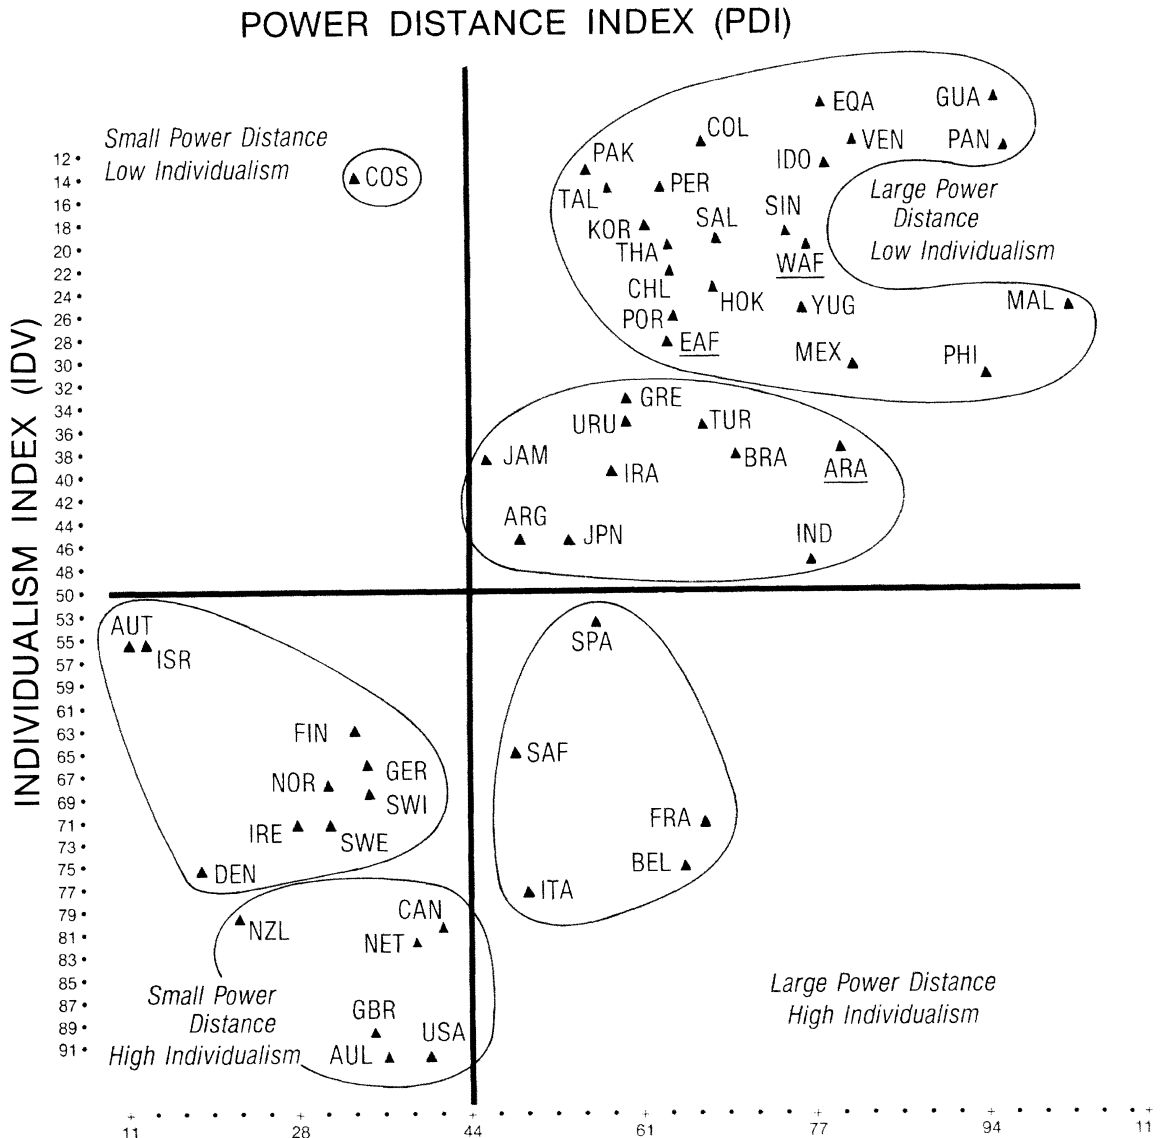 POWER DISTANCE INDEX (PDI)
INDIVIDUALISM INDEX (IDV)
Small Power Distance
Low Individualism
COS
EQA
GUA
COL
VEN
PAN
PAK
IDO
TAL
PER
Large Power
Distance
Low Individualism
SIN
SAL
KOR
THA
WAF
CHL
HOK
YUG
MAL
POR
EAF
MEX
PHI
GRE
URU
TUR
JAM
IRA
BRA
ARA
ARG
JPN
IND
12
14
16
18
20
22
24
26
28
30
32
34
36
38
40
42
44
46
48
50
53
55
57
59
61
63
65
67
69
71
73
75
77
79
81
83
85
87
89
91
AUT
ISR
SPA
FIN
SAF
GER
NOR
SWI
IRE
SWE
FRA
DEN
BEL
ITA
CAN
NZL
NET
Small Power
Distance
High Individualism
GBR
USA
AUL
Large Power Distance
High Individualism
11 28 44 61 77 94 11